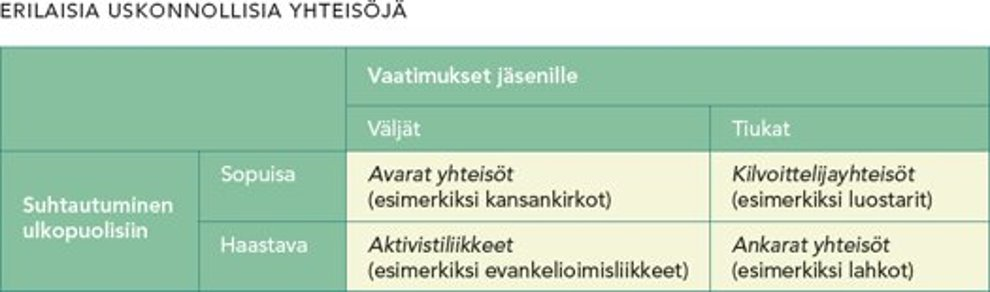 ERILAISIA USKONNOLLISIA YHTEISÖJÄ
Vaatimukset jäsenille
Väljät
Tiukat
Suhtautuminen
ulkopuolisiin
Sopuisa
Avarat yhteisöt
(esimerkiksi kansankirkot)
Kilvoittelijayhteisöt
(esimerkiksi luostarit)
Haastava
Aktivistiliikkeet
(esimerkiksi evankelioimisliikkeet)
Ankarat yhteisöt
(esimerkiksi lahkot)